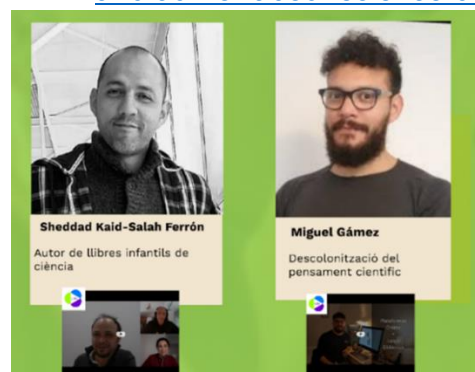 Sheddad Kaid-Salah Ferrón
Autor de llibres infantils de
ciència
Miguel Gámez
Descolonització del
pensament científic